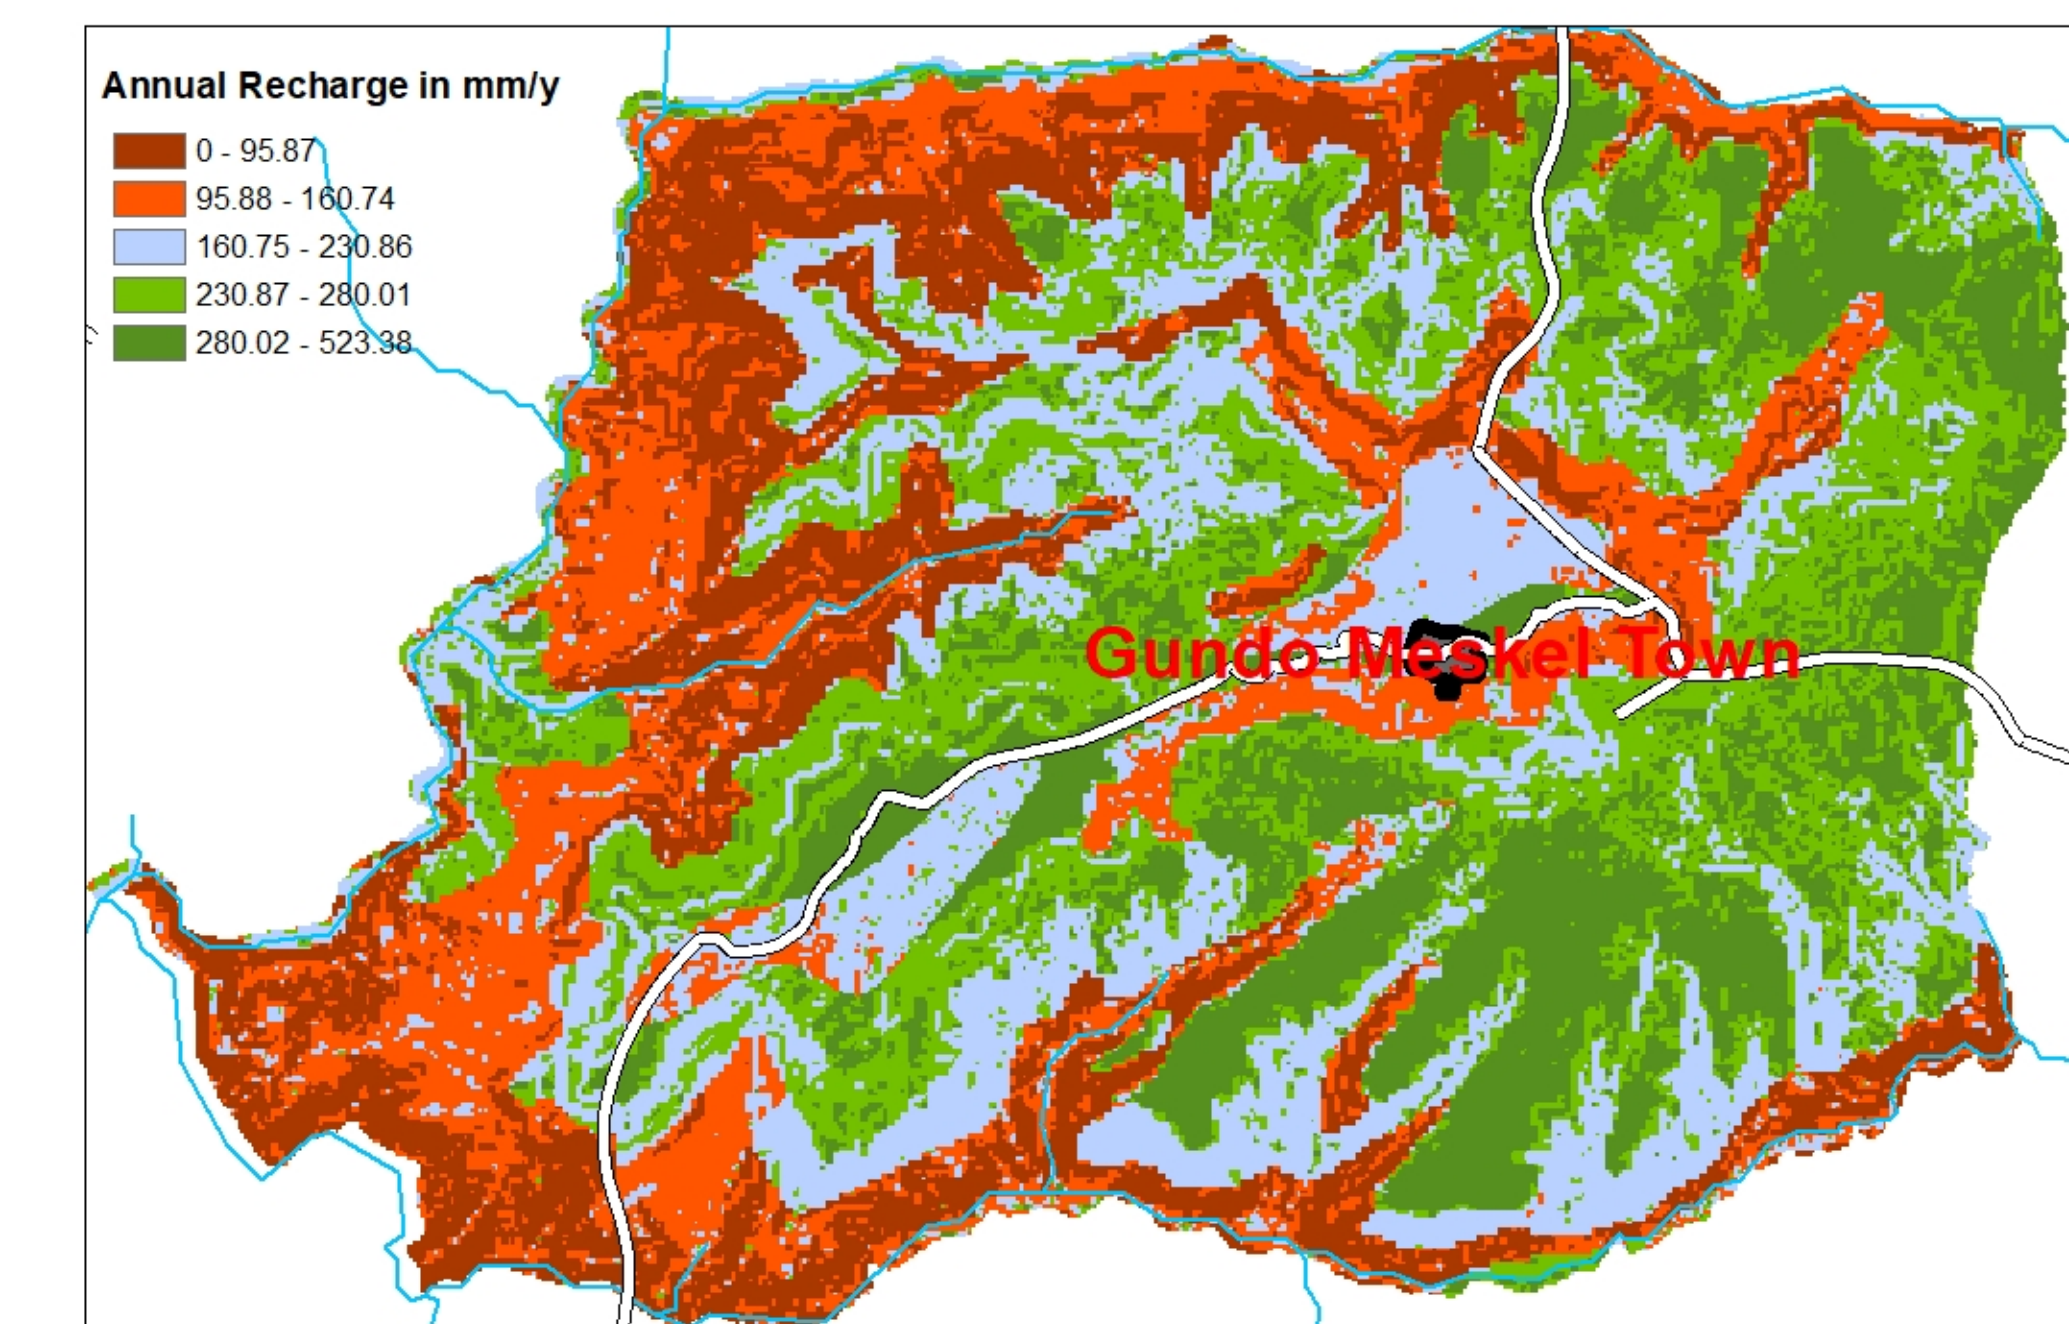 Annual Recharge in mm/y
0 - 95.87
95.88 - 160.74
160.75 - 230.86
230.87 - 280.01
280.02 - 523.38
Gundo Meskel Town